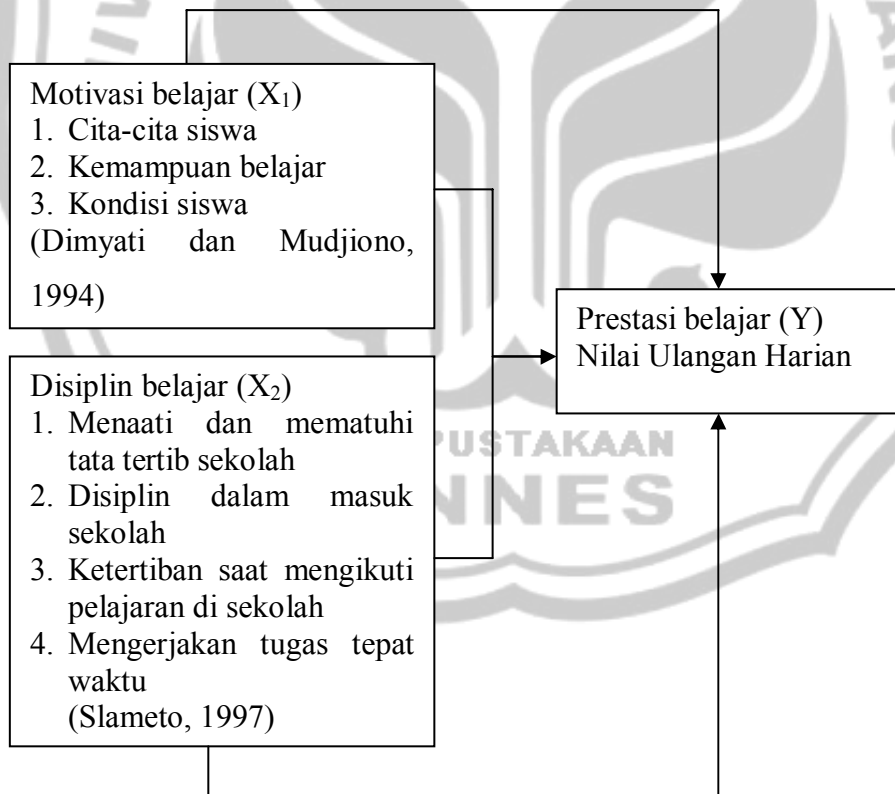 Motivasi belajar (X₁)
1. Cita-cita siswa
2. Kemampuan belajar
3. Kondisi siswa
(Dimyati dan Mudjiono,
1994)
Prestasi belajar (Y)
Nilai Ulangan Harian
Disiplin belajar (X₂)
1. Menaati dan mematuhi
tata tertib sekolah
2. Disiplin dalam masuk
sekolah
3. Ketertiban saat mengikuti
pelajaran di sekolah
4. Mengerjakan tugas tepat
waktu
(Slameto, 1997)
PUSTAKAAN
NNES